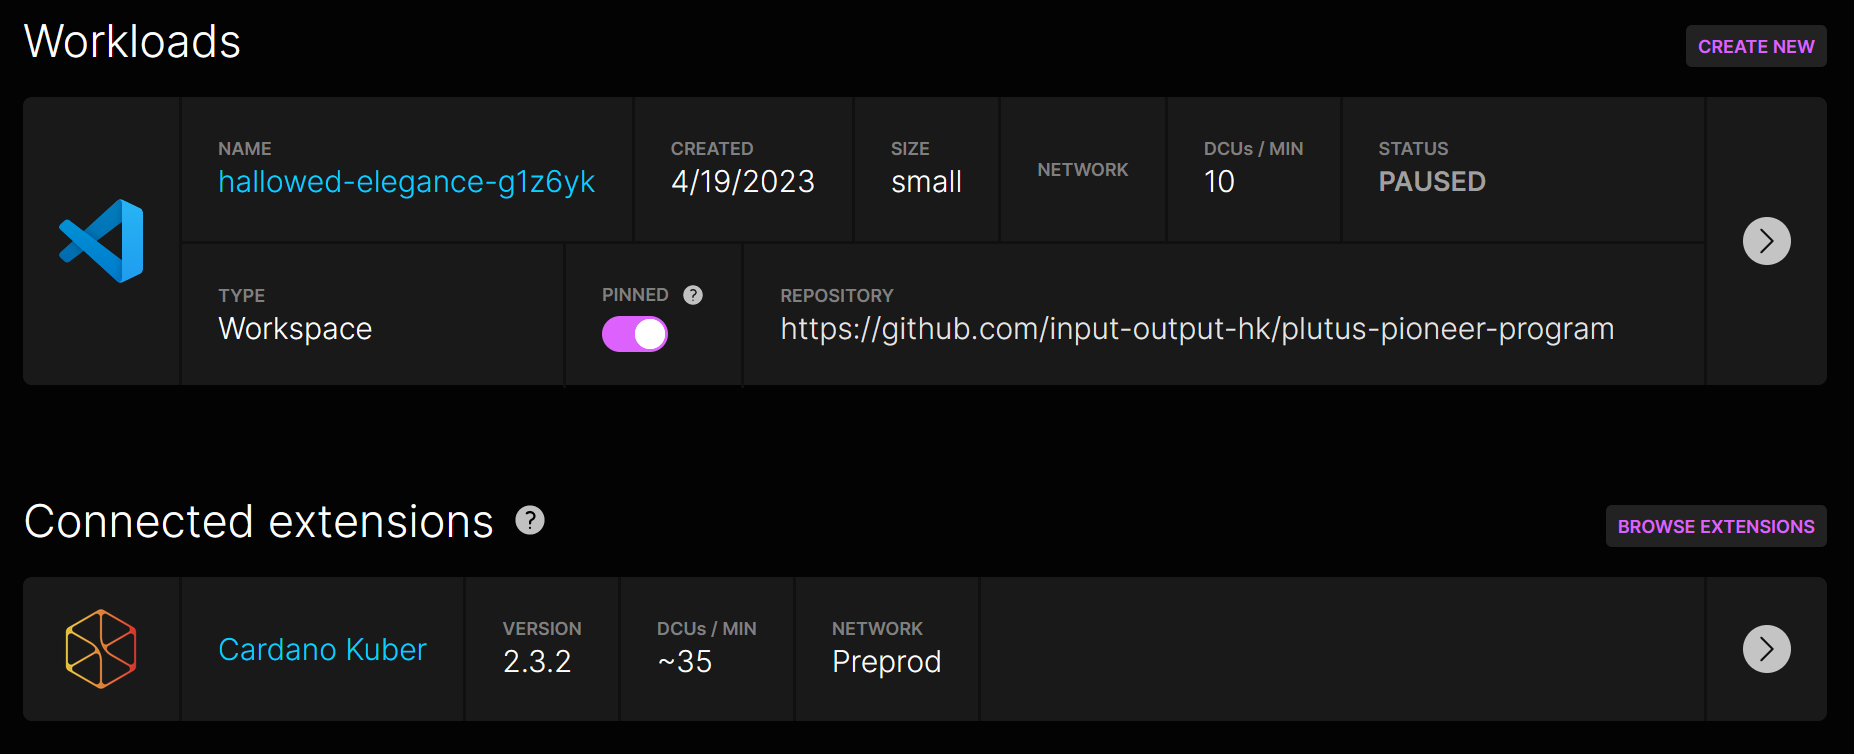 Workloads
CREATE NEW
NAME
hallowed-elegance-g1z6yk
CREATED
4/19/2023
SIZE
small
NETWORK
DCUs / MIN
10
STATUS
PAUSED
TYPE
Workspace
PINNED ?
REPOSITORY
https://github.com/input-output-hk/plutus-pioneer-program
Connected extensions ?
BROWSE EXTENSIONS
Cardano Kuber
VERSION
2.3.2
DCUs / MIN
~35
NETWORK
Preprod